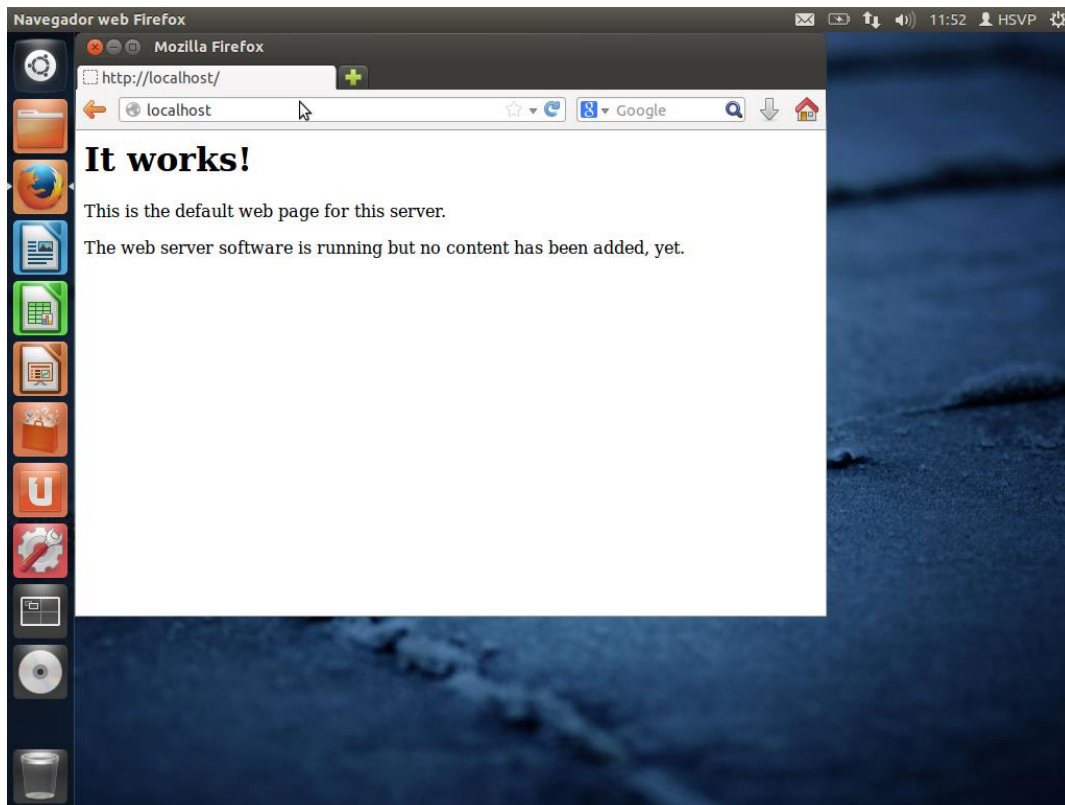 Navegador web Firefox
11:52 HSVP
Mozilla Firefox
http://localhost/
localhost
8 Google
It works!
This is the default web page for this server.
The web server software is running but no content has been added, yet.